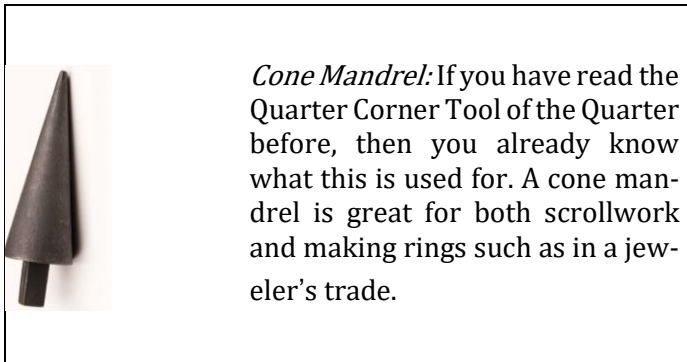 Cone Mandrel: If you have read the
Quarter Corner Tool of the Quarter
before, then you already know
what this is used for. A cone man-
drel is great for both scrollwork
and making rings such as in a jew-
eler’s trade.